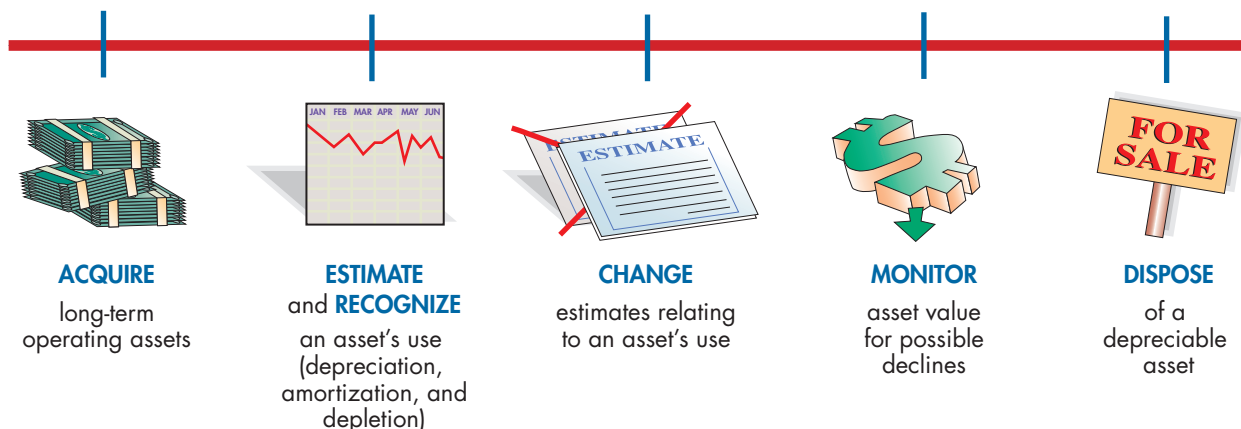 JAN FEB MAR APR MAY JUN
ESTIMATE
ESTIMATE
FOR
SALE
ACQUIRE
long-term
operating assets
ESTIMATE
and RECOGNIZE
an asset's use
(depreciation,
amortization, and
depletion)
CHANGE
estimates relating
to an asset's use
MONITOR
asset value
for possible
declines
DISPOSE
of a
depreciable
asset